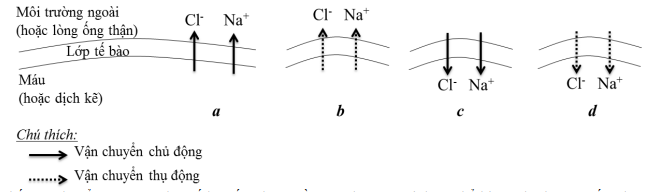 Môi trường ngoài
(hoặc lòng ống thận)
Lớp tế bào
Máu
(hoặc dịch kẽ)
Cl- Na+
a
Cl- Na+
b
Cl- Na+
c
Cl- Na+
d
Chú thích:
Vận chuyển chủ động
Vận chuyển thụ động